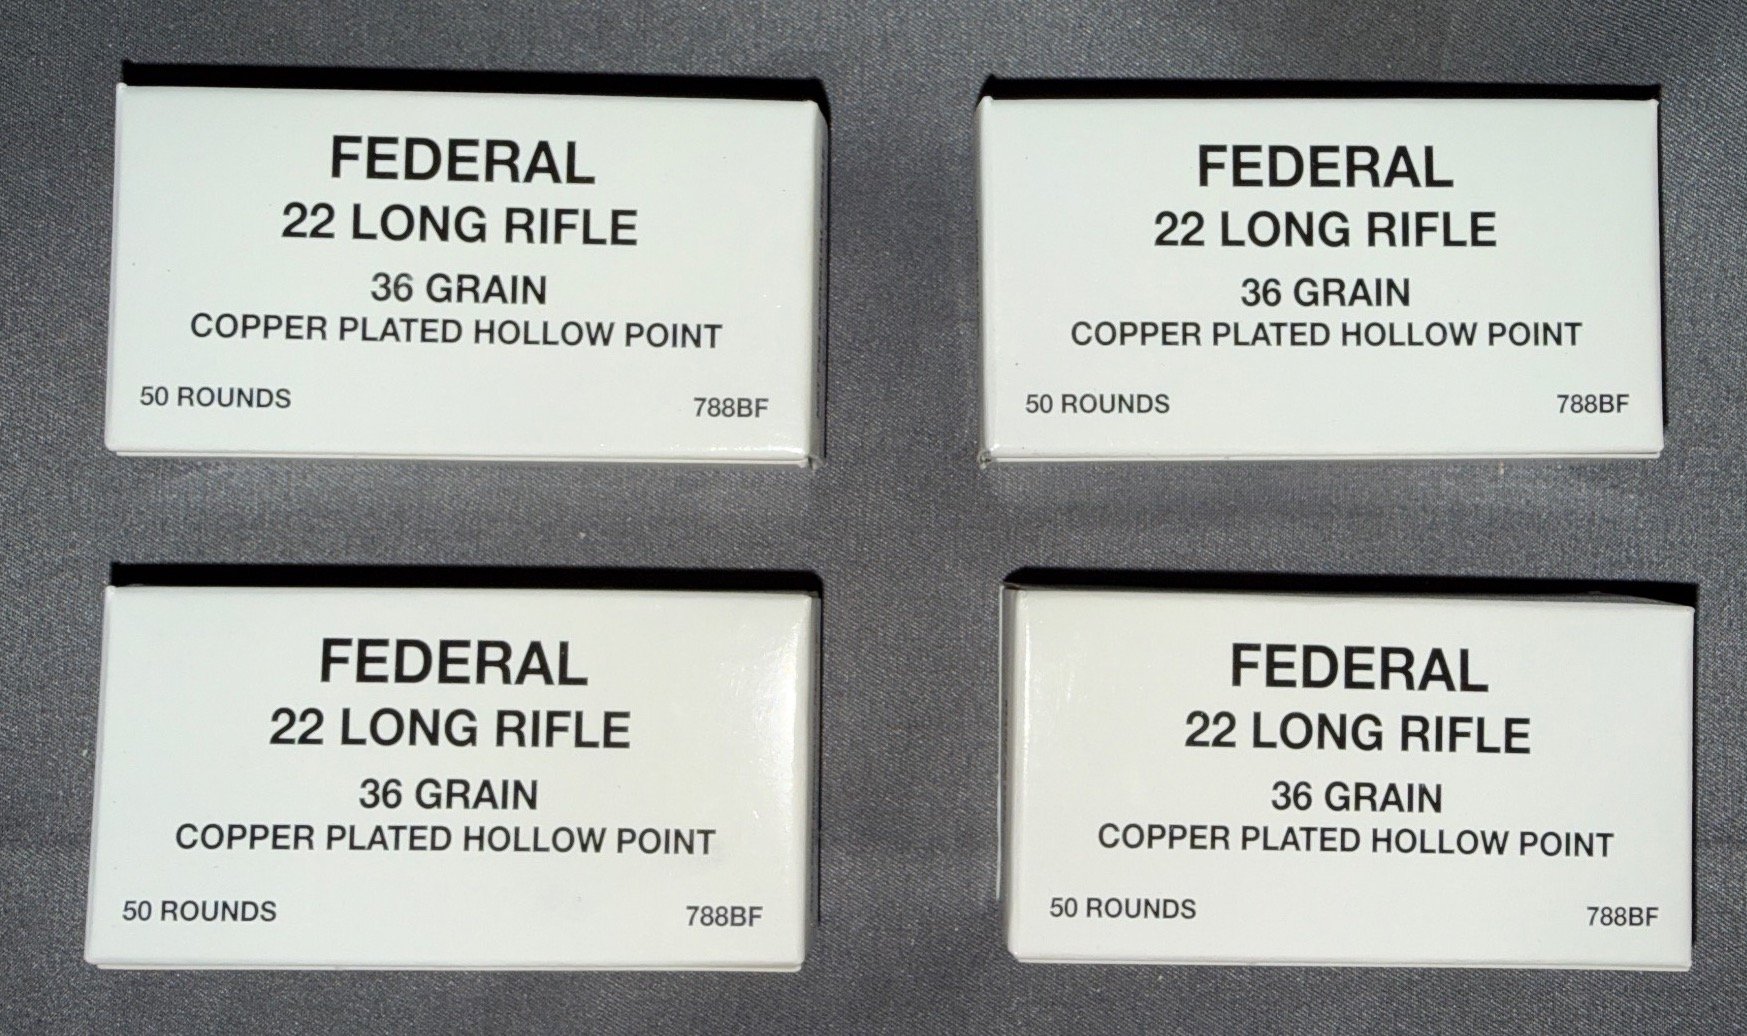 FEDERAL
22 LONG RIFLE
36 GRAIN
COPPER PLATED HOLLOW POINT
50 ROUNDS 788BF
FEDERAL
22 LONG RIFLE
36 GRAIN
COPPER PLATED HOLLOW POINT
50 ROUNDS 788BF
FEDERAL
22 LONG RIFLE
36 GRAIN
COPPER PLATED HOLLOW POINT
50 ROUNDS 788BF
FEDERAL
22 LONG RIFLE
36 GRAIN
COPPER PLATED HOLLOW POINT
50 ROUNDS 788BF